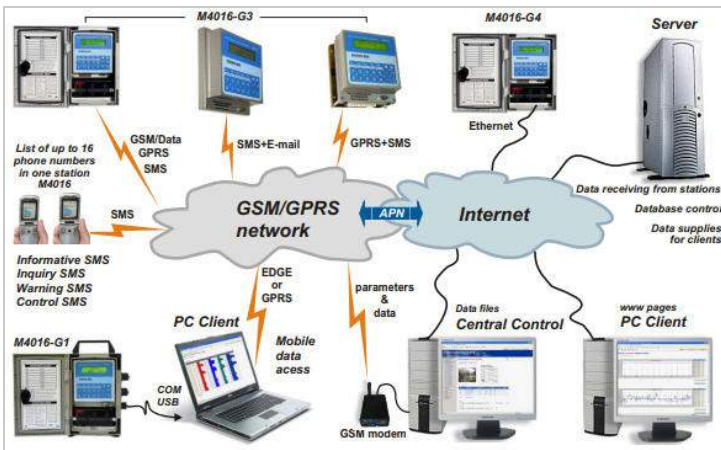 M4016-G3
M4016-G4
Server
GSM/Data
GPRS
SMS
SMS+E-mail
GPRS+SMS
Ethernet
List of up to 16
phone numbers
in one station
M4016
SMS
GSM/GPRS
network
APN
Internet
Data receiving from stations
Database control
Data supplies
for clients
Informative SMS
Inquiry SMS
Warning SMS
Control SMS
EDGE
or
GPRS
parameters
&
data
Data files
Central Control
www pages
PC Client
M4016-G1
PC Client
Mobile
data
acess
COM
USB
GSM modem